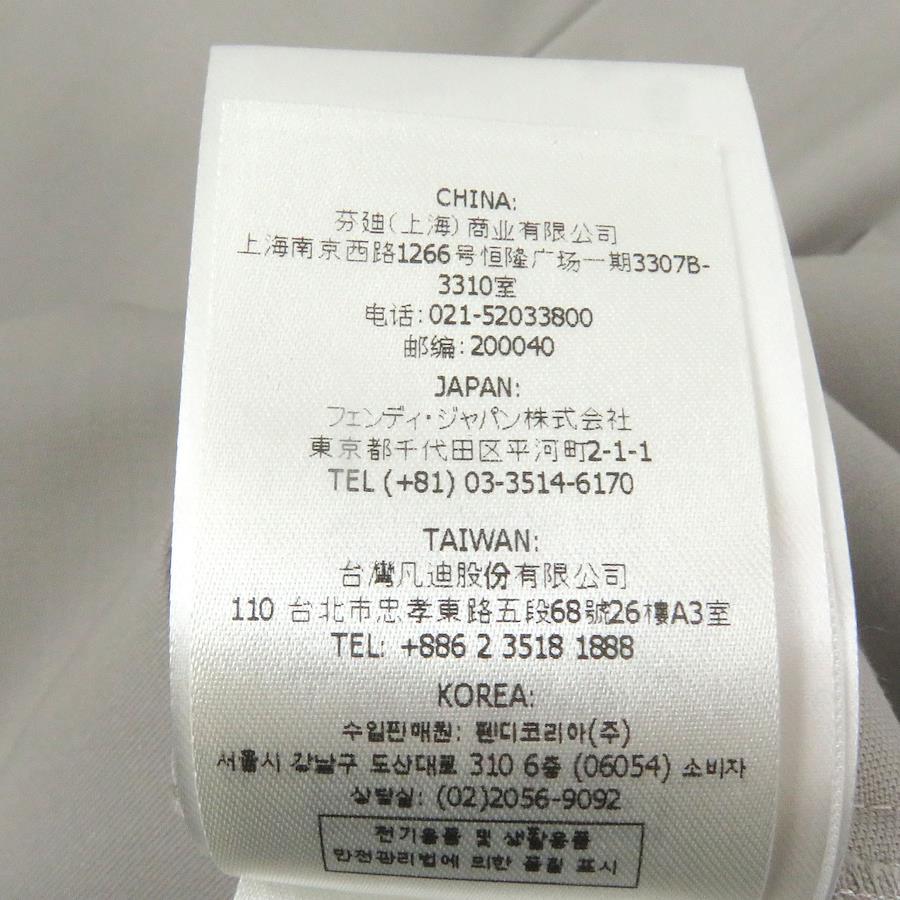 CHINA:
芬迪(上海)商业有限公司
上海南京西路1266号恒隆广场一期3307B-
3310室
电话: 021-52033800
邮编: 200040
JAPAN:
フェンディ・ジャパン株式会社
東京都千代田区平河町2-1-1
TEL (+81) 03-3514-6170
TAIWAN:
台灣凡迪股份有限公司
110 台北市忠孝東路五段68號26樓A3室
TEL: +886 2 3518 1888
KOREA:
수입판매원: 펜디코리아(주)
서울시 강남구 도산대로 310 6층 (06054) 소비자
상담실: (02)2056-9092
전기용품 및 생활용품
안전관리법에 의한 품질 표시